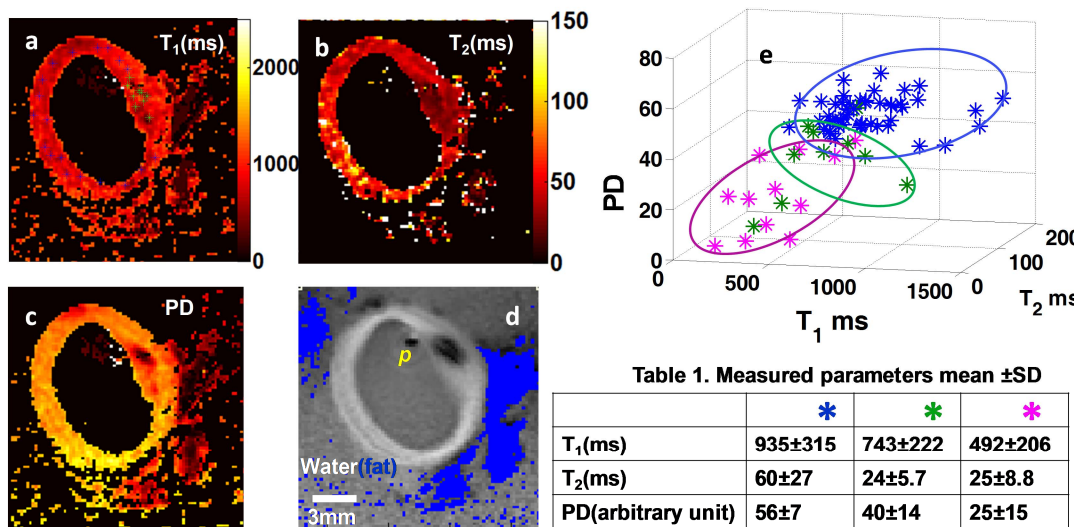 a
T₁(ms)
2000
1000
0
b
T₂(ms)
150
100
50
0
e
80
60
40
20
0
PD
0
500
1000
1500
T₁ ms
0
100
200
T₂ ms
c
PD
d
p
Water(fat)
3mm
Table 1. Measured parameters mean ±SD
* * *
T₁(ms) 935±315 743±222 492±206
T₂(ms) 60±27 24±5.7 25±8.8
PD(arbitrary unit) 56±7 40±14 25±15